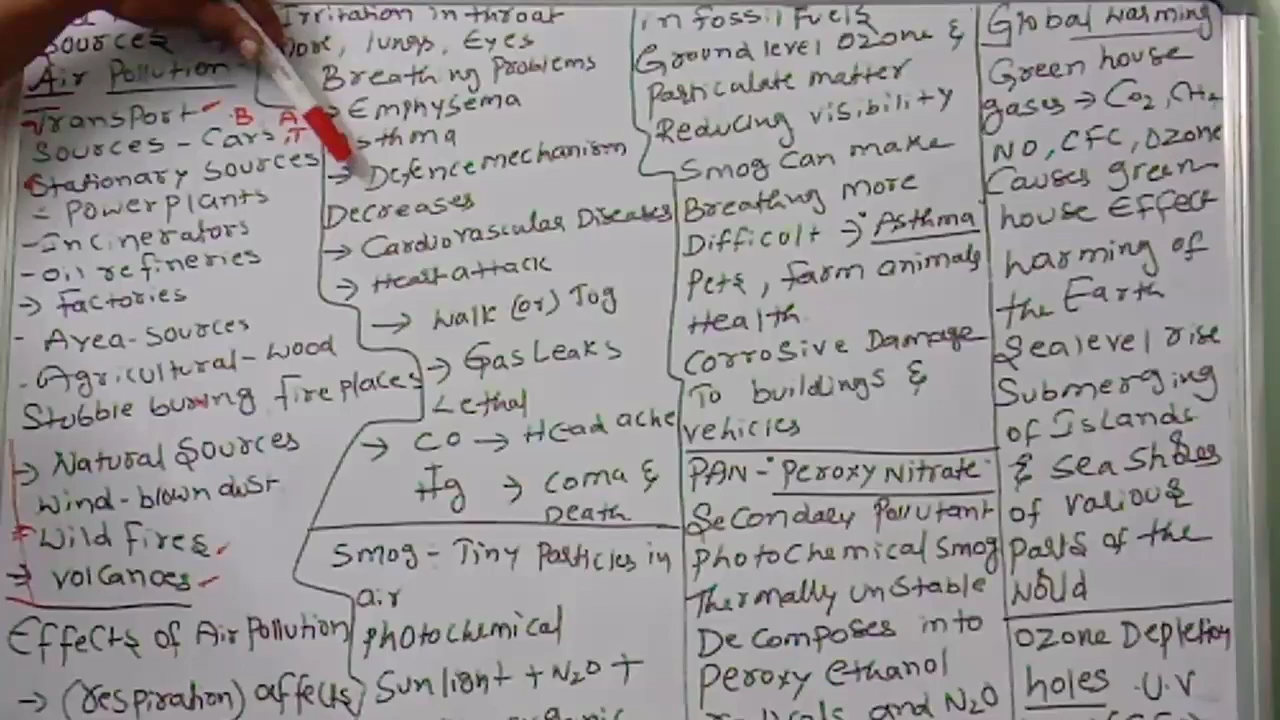 Sources
Air Pollution
Transport B A
Sources - Cars, T
Stationary Sources
- Power plants
- Incinerators
- Oil refineries
→ factories
- Area-Sources
- Agricultural - wood
Stubble burning fire places
→ Natural Sources
wind-blown dust
* Wild fires
→ volcanoes
Effects of Air Pollution
→ (respiration) affects
Irritation in throat
lungs, Eyes
Breathing Problems
→ Emphysema
sthma
→ Defence mechanism
Decreases
→ Cardiovascular Diseases
→ Heart attack
→ walk (or) Jog
→ Gas Leaks
Lethal
→ CO → Head ache
Hg → coma &
Death
Smog - Tiny Particles in
air
photochemical
Sunlight + N2O +
in fossil fuels
Ground level Ozone &
particulate matter
Reducing visibility
Smog Can make
Breathing more
Difficult → "Asthma
Pets, farm animals
Health
Corrosive Damage
To buildings &
vehicles
PAN - "Peroxy Nitrate"
Secondary Pollutant
photochemical Smog
Thermally unstable
Decomposes into
peroxy ethanol
and N2O
Global warming
Green house
gases → CO2, CH4
NO, CFC, Ozone
Causes green
house Effect
warming of
the Earth
Sealevel rise
Submerging
of Islands
& sea shores
of various
parts of the
world
Ozone Depletion
holes U.V